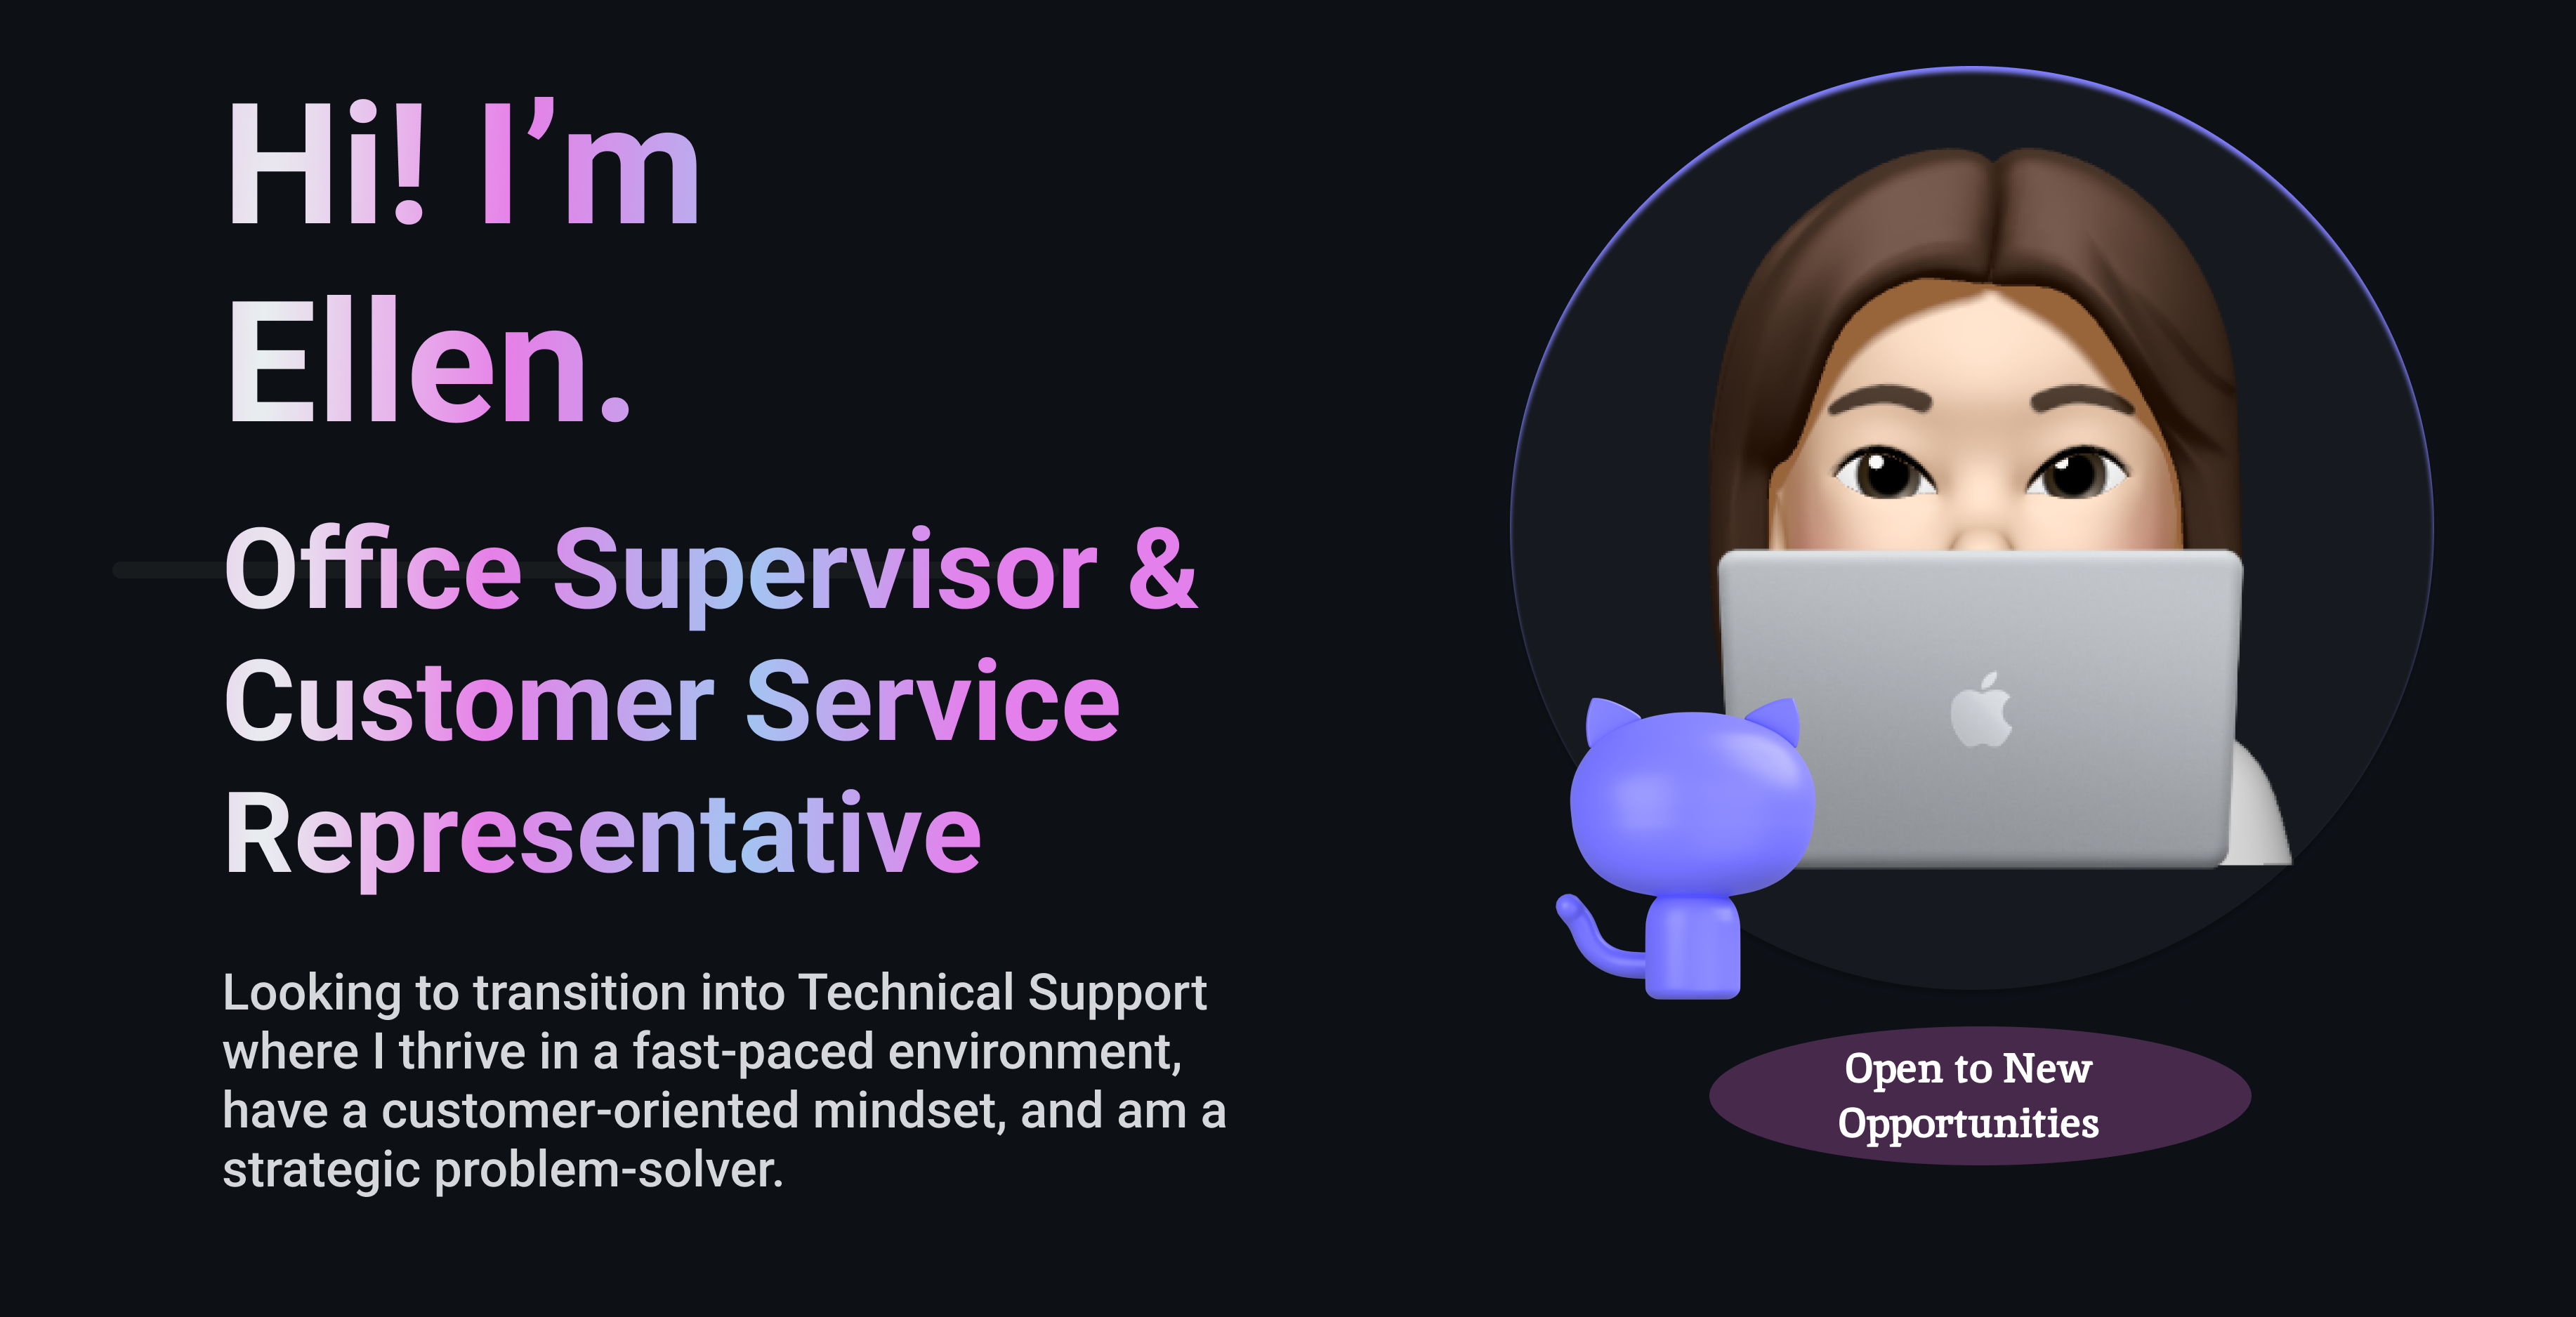 Hi! I’m
Ellen.
Office Supervisor &
Customer Service
Representative
Looking to transition into Technical Support
where I thrive in a fast-paced environment,
have a customer-oriented mindset, and am a
strategic problem-solver.
Open to New
Opportunities